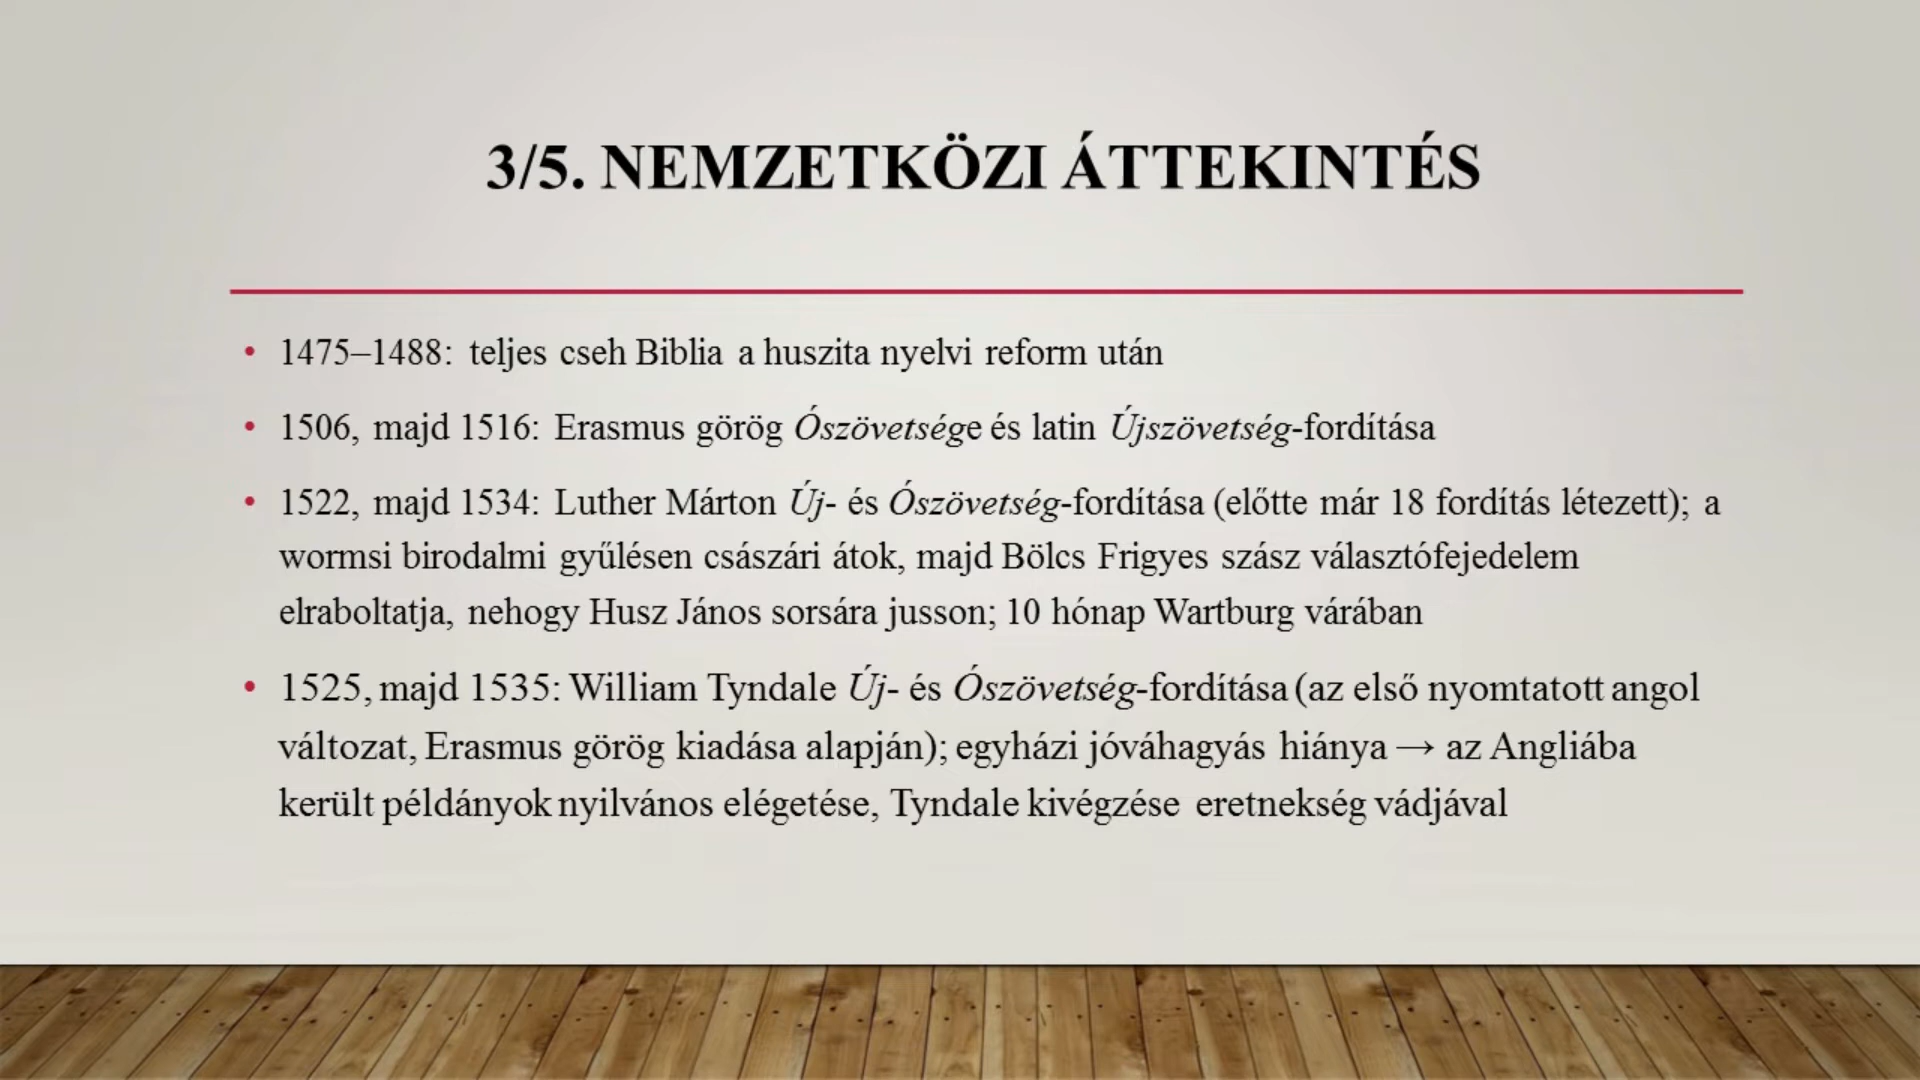 3/5. NEMZETKÖZI ÁTTEKINTÉS
• 1475–1488: teljes cseh Biblia a huszita nyelvi reform után
• 1506, majd 1516: Erasmus görög Ószövetsége és latin Újszövetség-fordítása
• 1522, majd 1534: Luther Márton Új- és Ószövetség-fordítása (előtte már 18 fordítás létezett); a
wormsi birodalmi gyűlésen császári átok, majd Bölcs Frigyes szász választófejedelem
elraboltatja, nehogy Husz János sorsára jusson; 10 hónap Wartburg várában
• 1525, majd 1535: William Tyndale Új- és Ószövetség-fordítása (az első nyomtatott angol
változat, Erasmus görög kiadása alapján); egyházi jóváhagyás hiánya → az Angliába
került példányok nyilvános elégetése, Tyndale kivégzése eretnekség vádjával